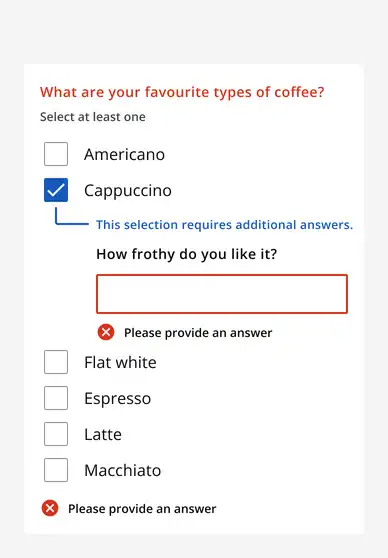 What are your favourite types of coffee?
Select at least one
Americano
Cappuccino
This selection requires additional answers.
How frothy do you like it?
Please provide an answer
Flat white
Espresso
Latte
Macchiato
Please provide an answer